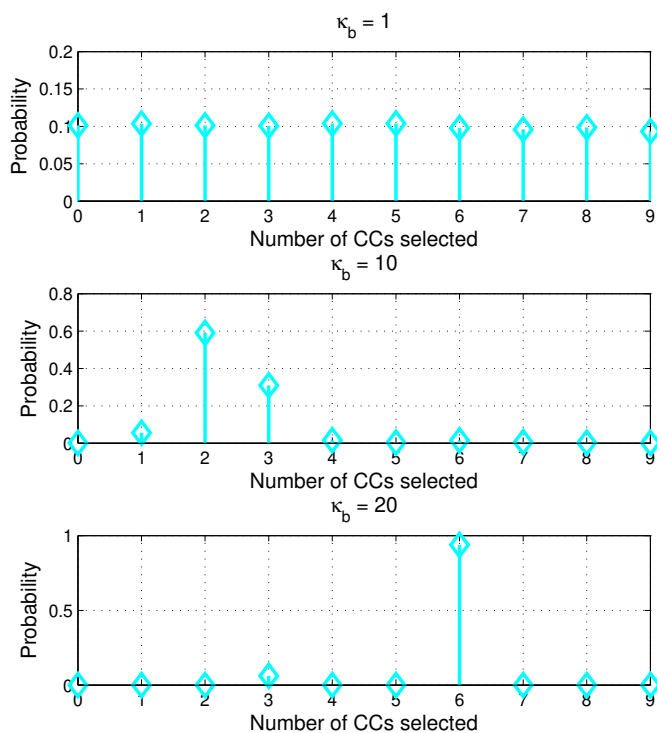 κb = 1
0.2
0.15
0.1
0.05
0
Probability
0 1 2 3 4 5 6 7 8 9
Number of CCs selected
κb = 10
0.8
0.6
0.4
0.2
0
Probability
0 1 2 3 4 5 6 7 8 9
Number of CCs selected
κb = 20
1
0.5
0
Probability
0 1 2 3 4 5 6 7 8 9
Number of CCs selected